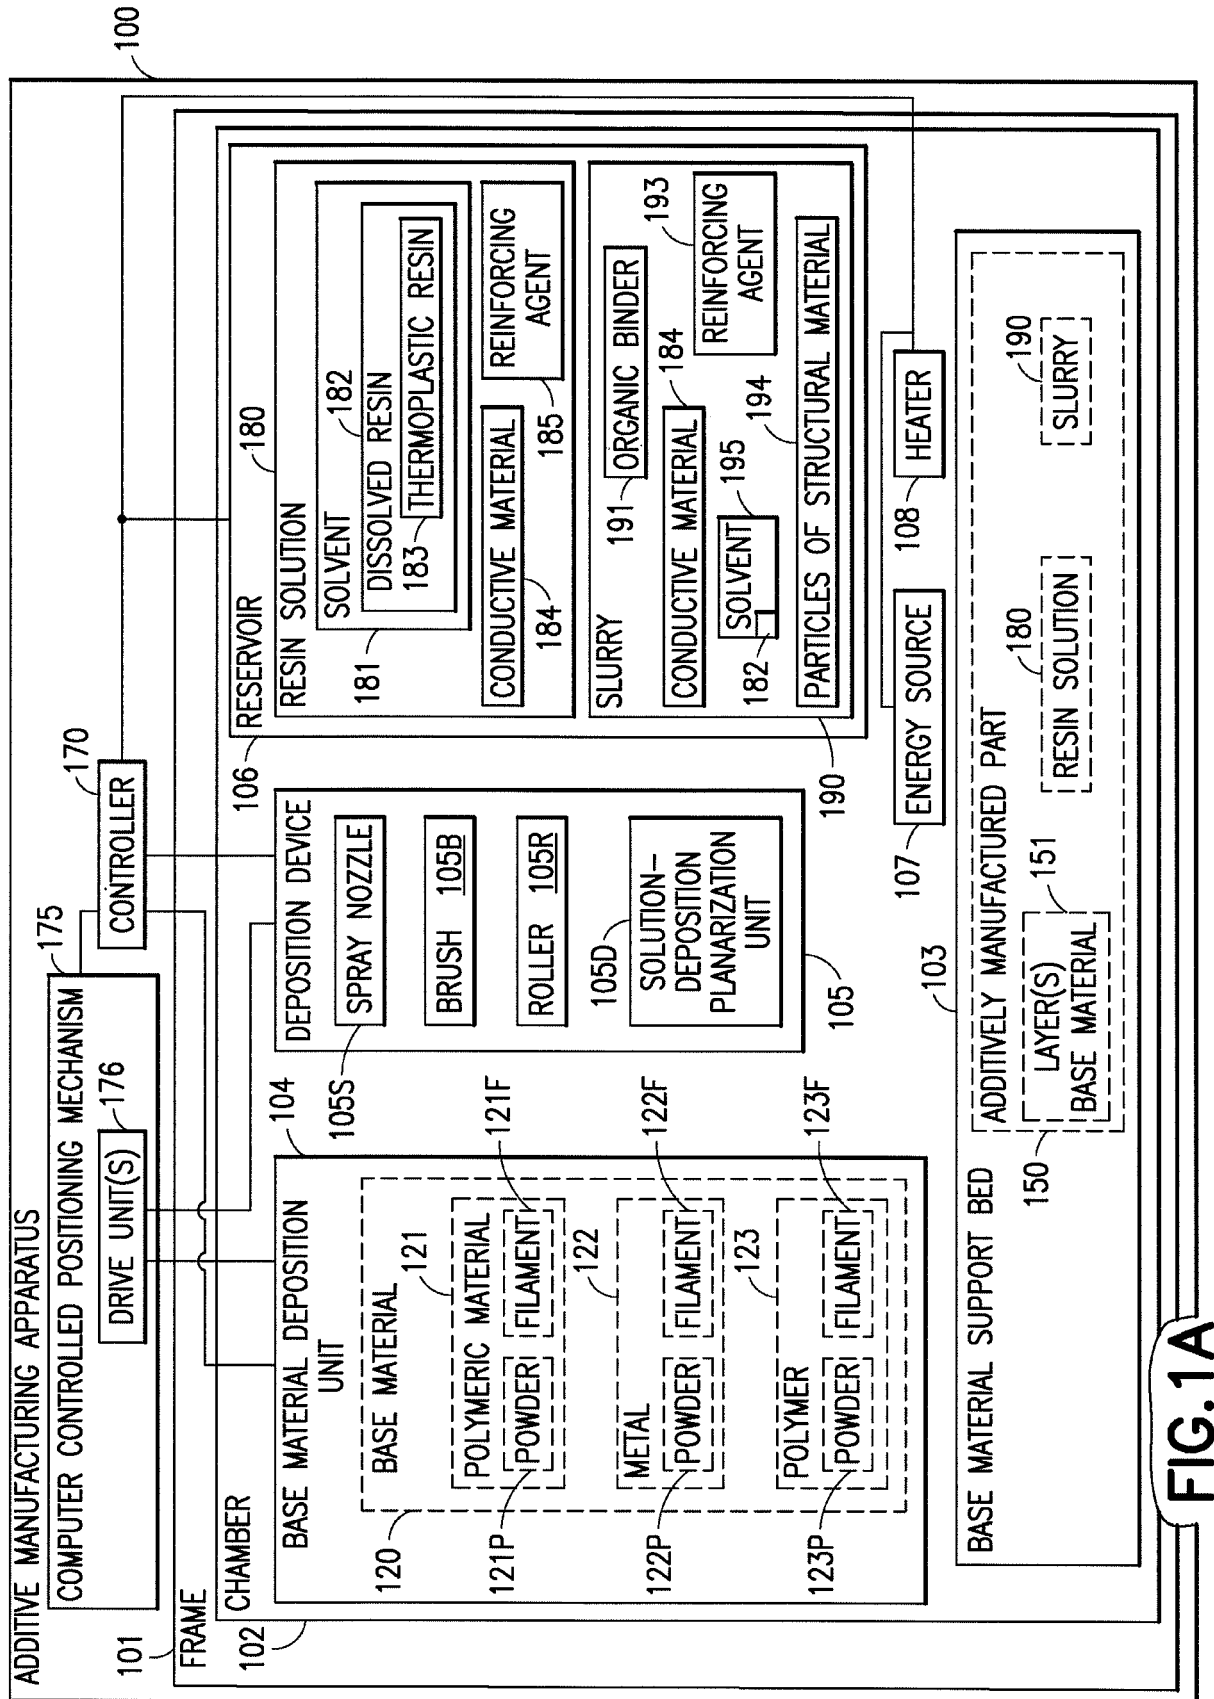 100
ADDITIVE MANUFACTURING APPARATUS
COMPUTER CONTROLLED POSITIONING MECHANISM
175
DRIVE UNIT(S)
176
CONTROLLER
170
101
FRAME
102
CHAMBER
BASE MATERIAL DEPOSITION
UNIT
104
120
BASE MATERIAL
121
POLYMERIC MATERIAL
121P
POWDER
FILAMENT
121F
122
METAL
122P
POWDER
FILAMENT
122F
123
POLYMER
123P
POWDER
FILAMENT
123F
DEPOSITION DEVICE
105S
SPRAY NOZZLE
BRUSH 105B
ROLLER 105R
105D
SOLUTION–
DEPOSITION
PLANARIZATION
UNIT
105
106
RESERVOIR
RESIN SOLUTION
180
SOLVENT
181
182
DISSOLVED RESIN
183
THERMOPLASTIC RESIN
CONDUCTIVE MATERIAL
184
REINFORCING
AGENT
185
SLURRY
190
191
ORGANIC BINDER
CONDUCTIVE MATERIAL
184
REINFORCING
AGENT
193
SOLVENT
195
182
194
PARTICLES OF STRUCTURAL MATERIAL
107
ENERGY SOURCE
108
HEATER
BASE MATERIAL SUPPORT BED
103
150
ADDITIVELY MANUFACTURED PART
LAYER(S)
BASE MATERIAL
151
RESIN SOLUTION
180
SLURRY
190
FIG.1A